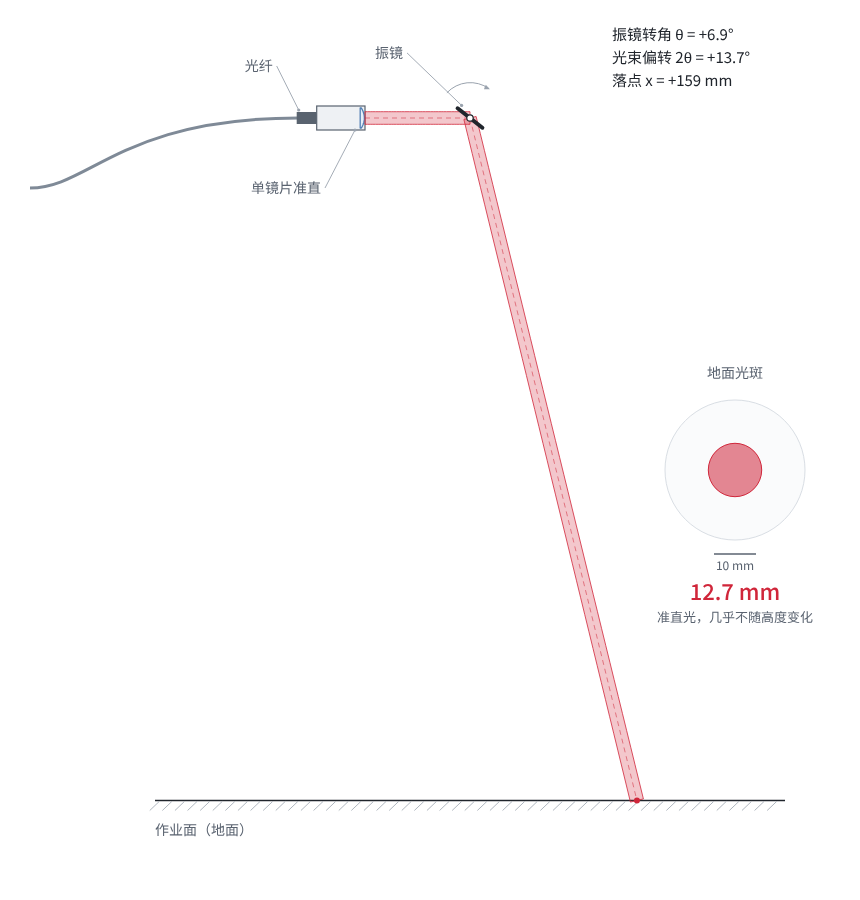 振镜转角 θ = +6.9°
光束偏转 2θ = +13.7°
落点 x = +159 mm
振镜
光纤
单镜片准直
地面光斑
10 mm
12.7 mm
准直光，几乎不随高度变化
作业面（地面）